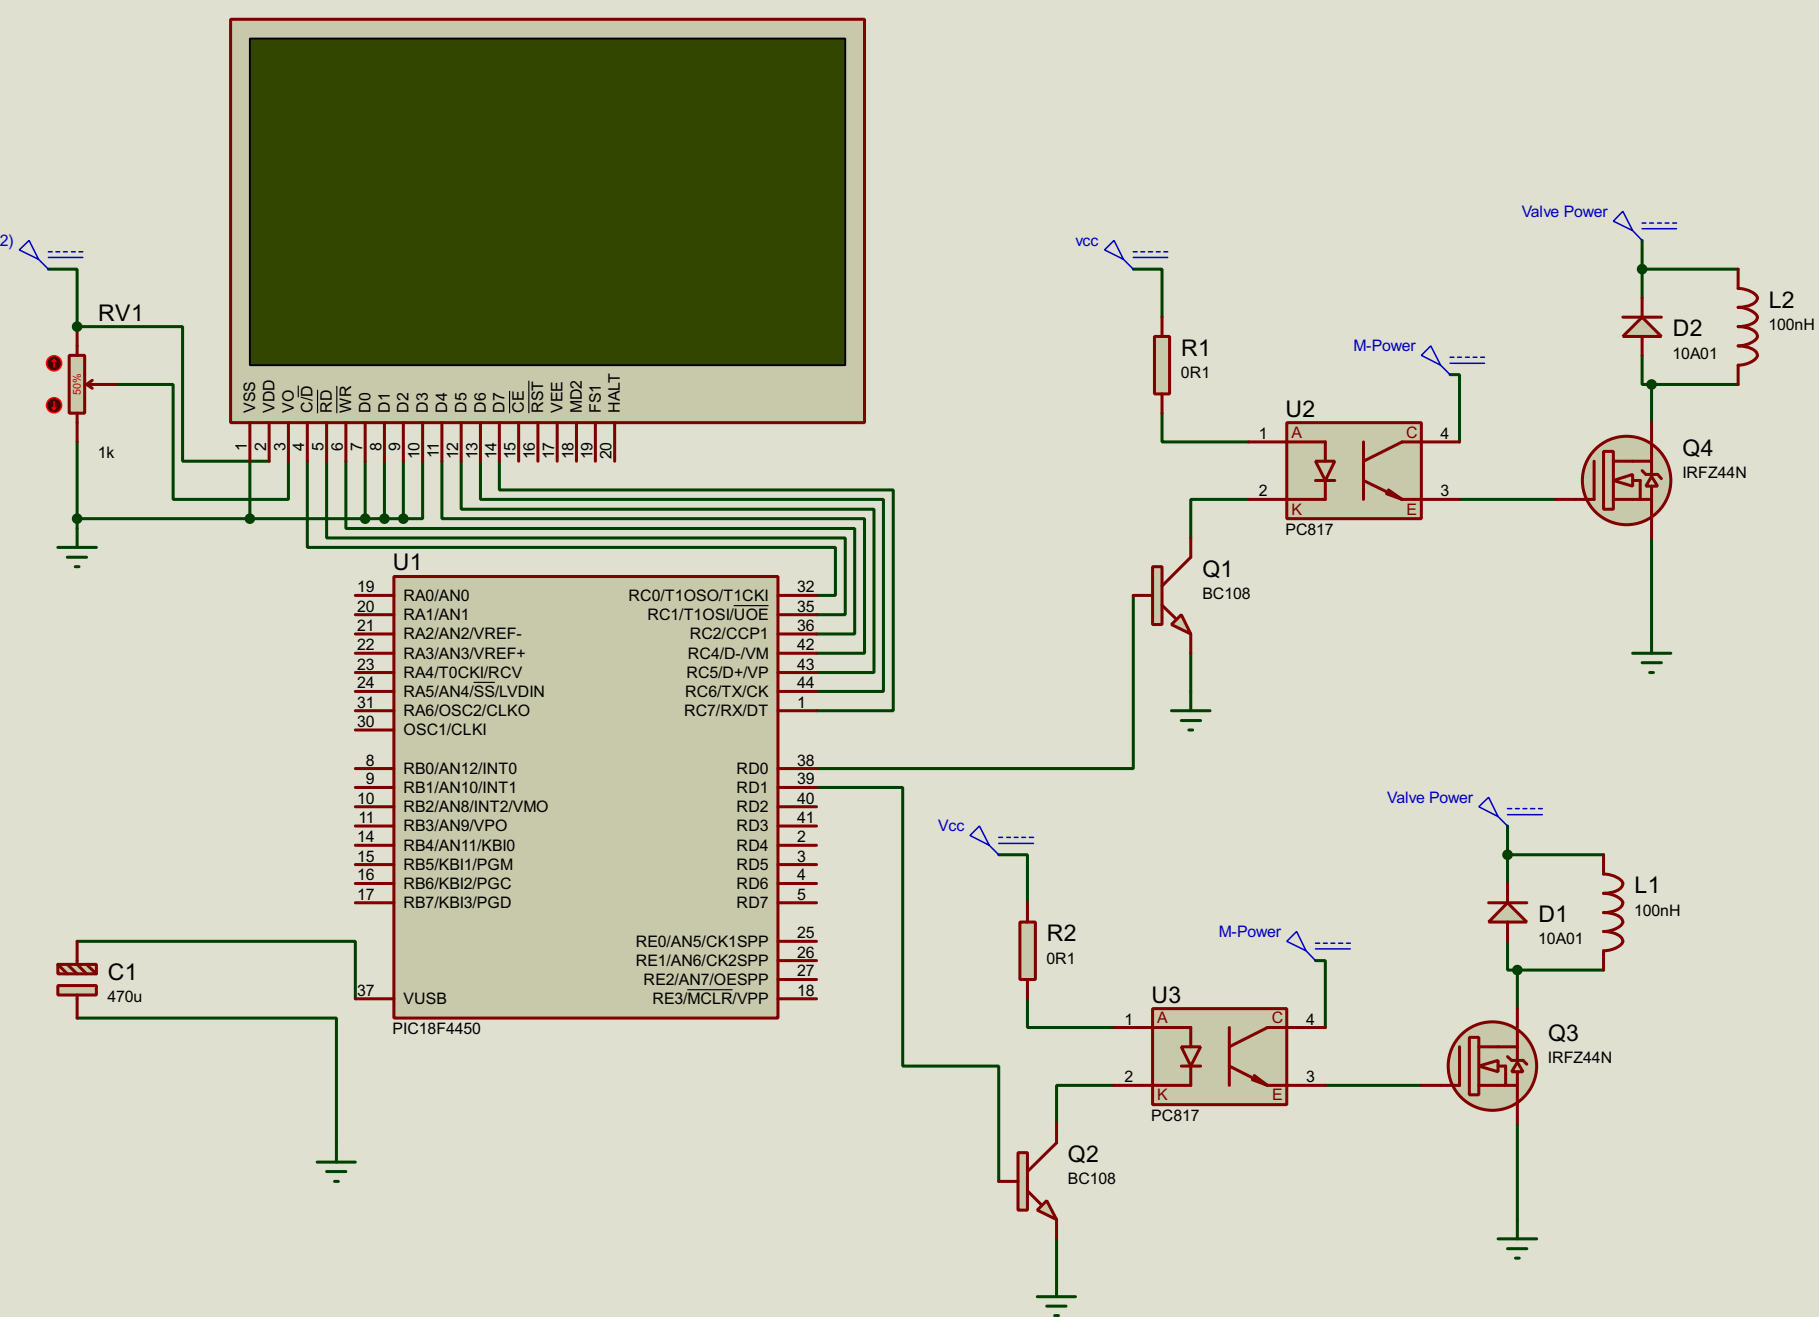 2)
RV1
50%
1k
VSS
VDD
VO
C/D
RD
WR
D0
D1
D2
D3
D4
D5
D6
D7
CE
RST
VEE
MD2
FS1
HALT
1
2
3
4
5
6
7
8
9
10
11
12
13
14
15
16
17
18
19
20
U1
19 RA0/AN0
20 RA1/AN1
21 RA2/AN2/VREF-
22 RA3/AN3/VREF+
23 RA4/T0CKI/RCV
24 RA5/AN4/SS/LVDIN
31 RA6/OSC2/CLKO
30 OSC1/CLKI
8 RB0/AN12/INT0
9 RB1/AN10/INT1
10 RB2/AN8/INT2/VMO
11 RB3/AN9/VPO
14 RB4/AN11/KBI0
15 RB5/KBI1/PGM
16 RB6/KBI2/PGC
17 RB7/KBI3/PGD
37 VUSB
RC0/T1OSO/T1CKI 32
RC1/T1OSI/UOE 35
RC2/CCP1 36
RC4/D-/VM 42
RC5/D+/VP 43
RC6/TX/CK 44
RC7/RX/DT 1
RD0 38
RD1 39
RD2 40
RD3 41
RD4 2
RD5 3
RD6 4
RD7 5
RE0/AN5/CK1SPP 25
RE1/AN6/CK2SPP 26
RE2/AN7/OESPP 27
RE3/MCLR/VPP 18
PIC18F4450
C1
470u
vcc
R1
0R1
M-Power
U2
1 A
2 K
C 4
E 3
PC817
Q1
BC108
Valve Power
D2
10A01
L2
100nH
Q4
IRFZ44N
Vcc
R2
0R1
M-Power
U3
1 A
2 K
C 4
E 3
PC817
Q2
BC108
Valve Power
D1
10A01
L1
100nH
Q3
IRFZ44N